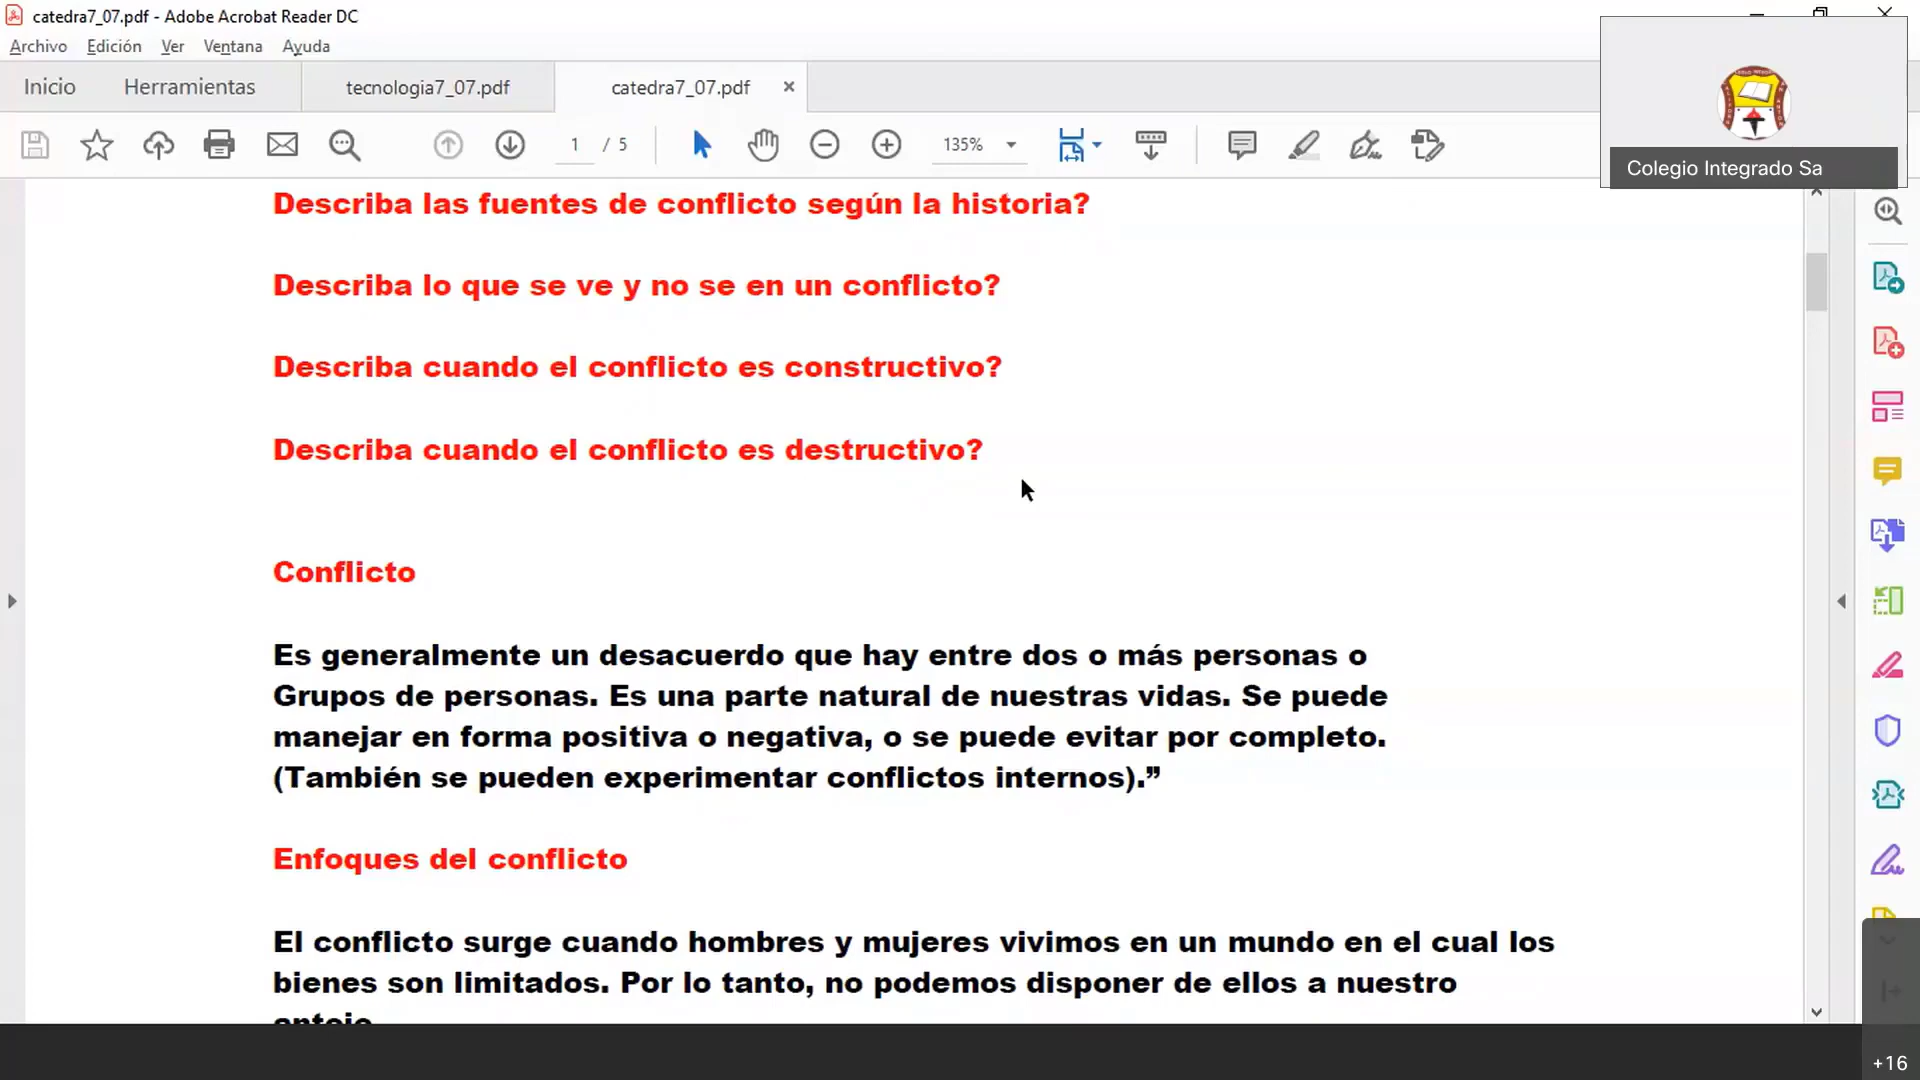 catedra7_07.pdf - Adobe Acrobat Reader DC
Archivo Edición Ver Ventana Ayuda
Inicio Herramientas tecnologia7_07.pdf catedra7_07.pdf
1 / 5 135%
Colegio Integrado Sa
Describa las fuentes de conflicto según la historia?
Describa lo que se ve y no se en un conflicto?
Describa cuando el conflicto es constructivo?
Describa cuando el conflicto es destructivo?
Conflicto
Es generalmente un desacuerdo que hay entre dos o más personas o
Grupos de personas. Es una parte natural de nuestras vidas. Se puede
manejar en forma positiva o negativa, o se puede evitar por completo.
(También se pueden experimentar conflictos internos).”
Enfoques del conflicto
El conflicto surge cuando hombres y mujeres vivimos en un mundo en el cual los
bienes son limitados. Por lo tanto, no podemos disponer de ellos a nuestro
antojo
+16